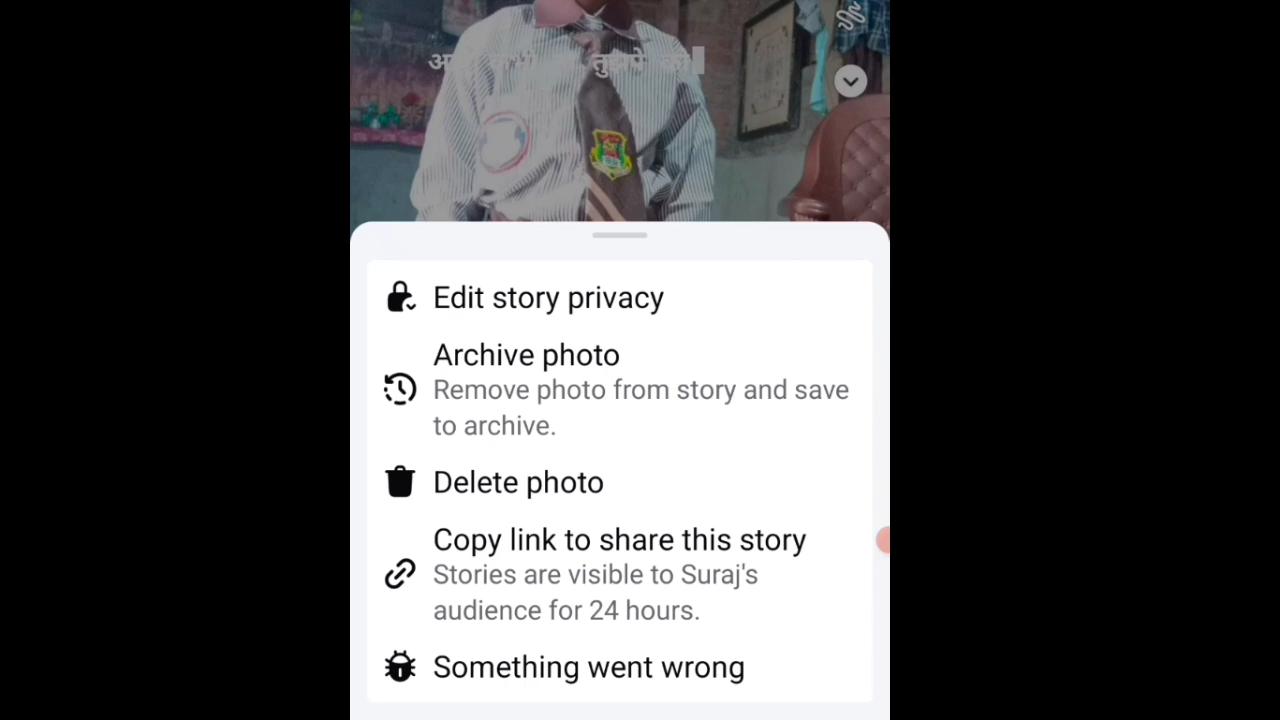 Edit story privacy
Archive photo
Remove photo from story and save
to archive.
Delete photo
Copy link to share this story
Stories are visible to Suraj's
audience for 24 hours.
Something went wrong